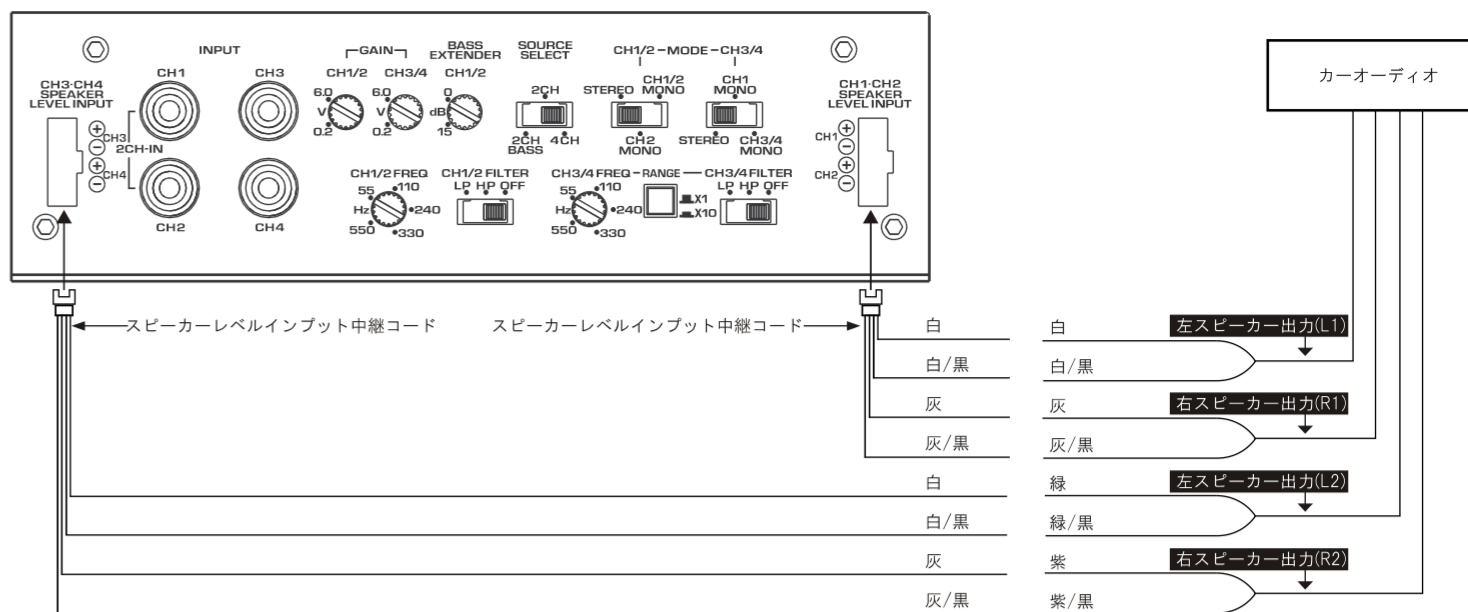 INPUT
GAIN
BASS
EXTENDER
SOURCE
SELECT
CH1/2-MODE-CH3/4
CH1 CH3
CH1/2 CH3/4 CH1/2
CH3·CH4
SPEAKER
LEVEL INPUT
6.0 6.0 0
V V dB
0.2 0.2 15
2CH
2CH
BASS
4CH
STEREO
CH1/2
MONO
CH2
MONO
CH1
MONO
STEREO
CH3/4
MONO
CH1·CH2
SPEAKER
LEVEL INPUT
+
CH3
−
2CH-IN
+
CH4
−
+
CH1
−
+
CH2
−
CH2 CH4
CH1/2 FREQ
55 110
Hz 240
550 330
CH1/2 FILTER
LP HP OFF
CH3/4 FREQ-RANGE-CH3/4 FILTER
55 110
Hz 240
550 330
X1
X10
LP HP OFF
カーオーディオ
スピーカーレベルインプット中継コード
スピーカーレベルインプット中継コード
白 白 左スピーカー出力(L1)
白/黒 白/黒
灰 灰 右スピーカー出力(R1)
灰/黒 灰/黒
白 緑 左スピーカー出力(L2)
白/黒 緑/黒
灰 紫 右スピーカー出力(R2)
灰/黒 紫/黒